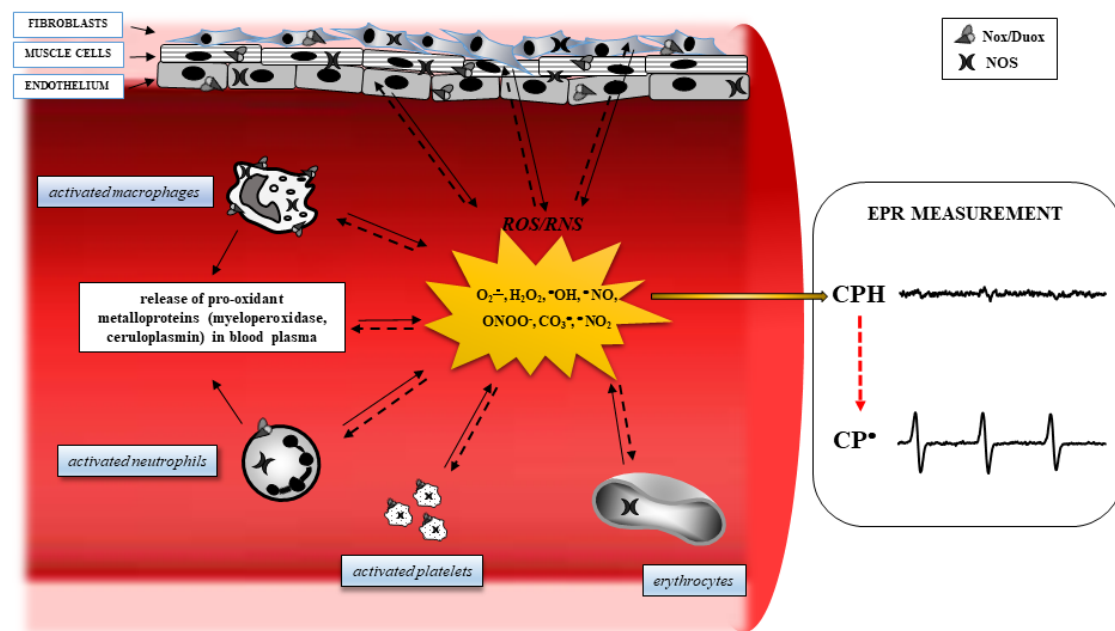 FIBROBLASTS
MUSCLE CELLS
ENDOTHELIUM
Nox/Duox
NOS
activated macrophages
ROS/RNS
EPR MEASUREMENT
release of pro-oxidant
metalloproteins (myeloperoxidase,
ceruloplasmin) in blood plasma
O₂∸, H₂O₂, •OH, •NO,
ONOO⁻, CO₃•, •NO₂
CPH
CP•
activated neutrophils
activated platelets
erythrocytes